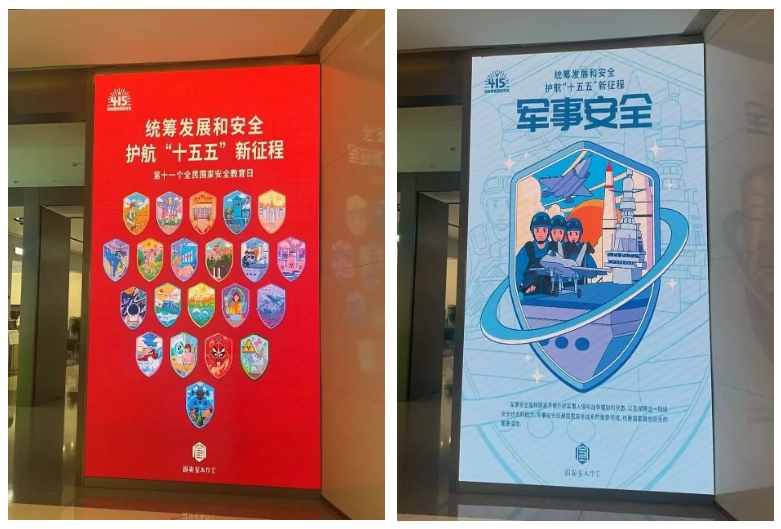 415
统筹发展和安全
护航“十五五”新征程
第十一个全民国家安全教育日
国安宣工作室
415
统筹发展和安全
护航“十五五”新征程
军事安全
国安宣工作室